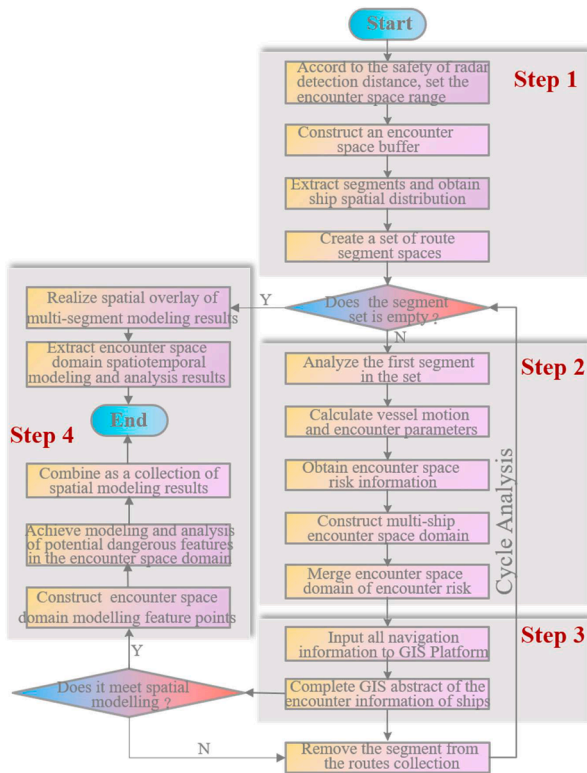 Start
Step 1
Accord to the safety of radar
detection distance, set the
encounter space range
Construct an encounter
space buffer
Extract segments and obtain
ship spatial distribution
Create a set of route
segment spaces
Does the segment
set is empty ?
Y
N
Realize spatial overlay of
multi-segment modeling results
Extract encounter space
domain spatiotemporal
modeling and analysis results
End
Step 4
Combine as a collection of
spatial modeling results
Achieve modeling and analysis
of potential dangerous features
in the encounter space domain
Construct encounter space
domain modelling feature points
Step 2
Analyze the first segment
in the set
Calculate vessel motion
and encounter parameters
Obtain encounter space
risk information
Construct multi-ship
encounter space domain
Merge encounter space
domain of encounter risk
Cycle Analysis
Step 3
Input all navigation
information to GIS Platform
Complete GIS abstract of the
encounter information of ships
Y
Does it meet spatial
modelling ?
N
Remove the segment from
the routes collection